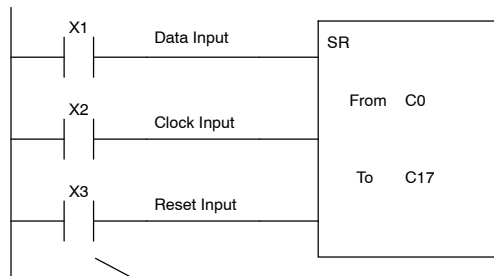 X1
Data Input
SR
From C0
X2
Clock Input
To C17
X3
Reset Input